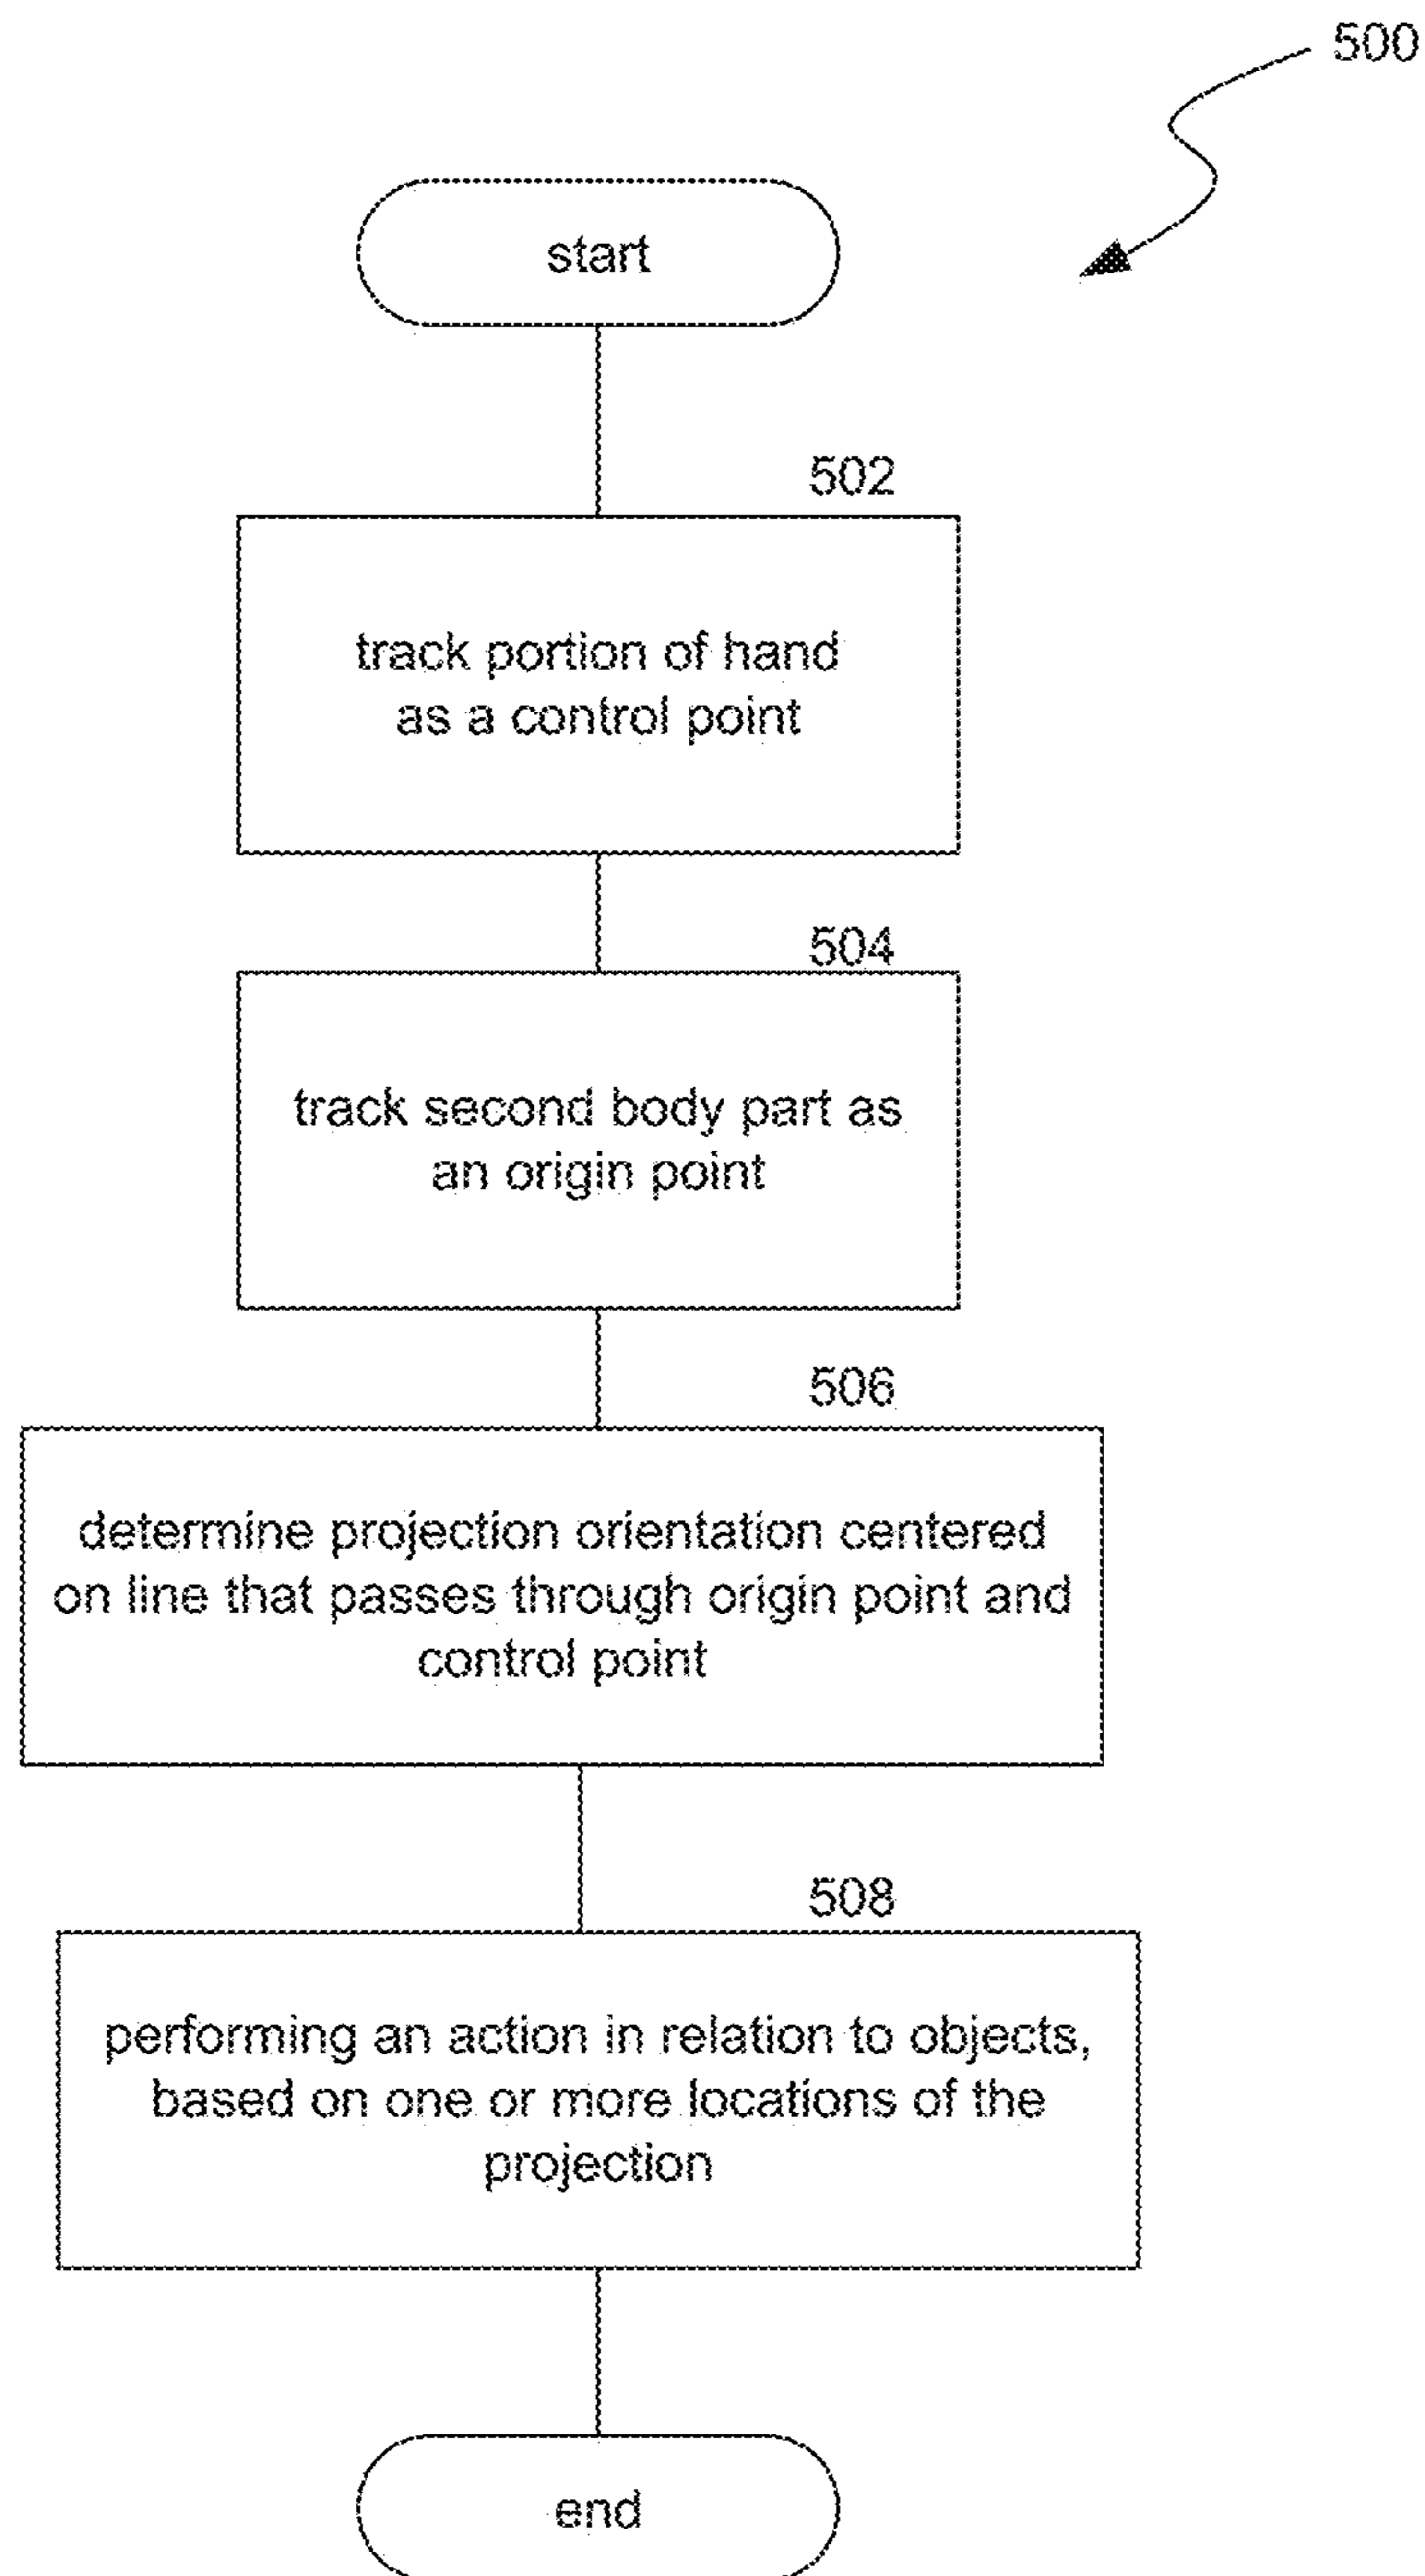 500
start
502
track portion of hand
as a control point
504
track second body part as
an origin point
506
determine projection orientation centered
on line that passes through origin point and
control point
508
performing an action in relation to objects,
based on one or more locations of the
projection
end